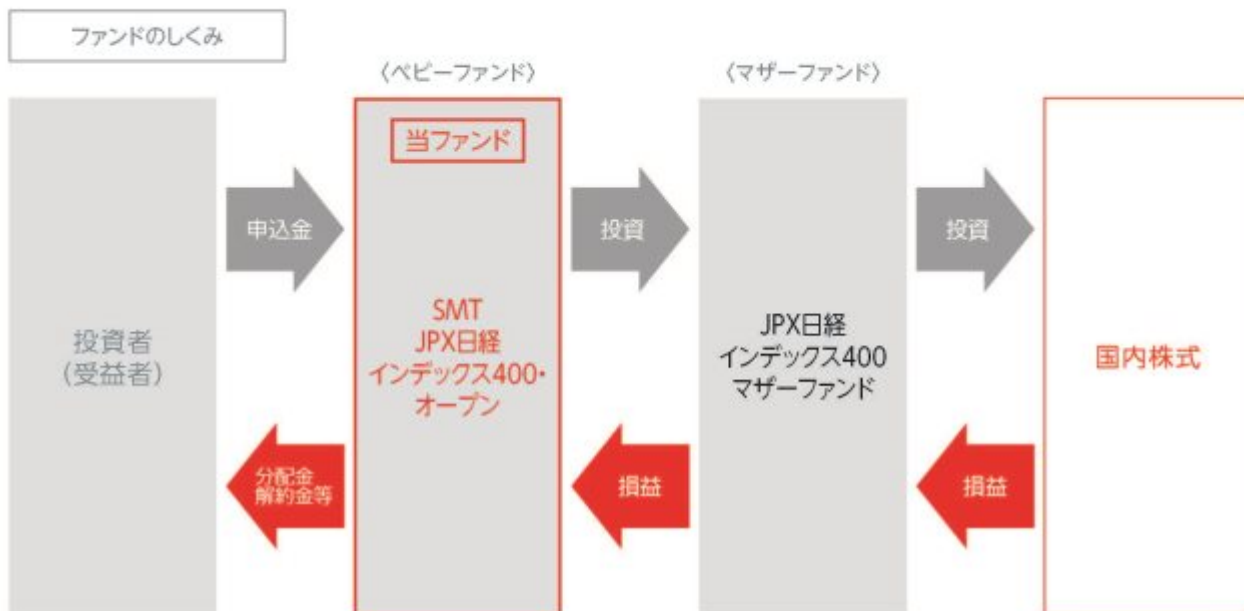 ファンドのしくみ
〈ベビーファンド〉
〈マザーファンド〉
当ファンド
申込金
投資
投資
投資者
(受益者)
SMT
JPX日経
インデックス400・
オープン
JPX日経
インデックス400
マザーファンド
国内株式
分配金
解約金等
損益
損益